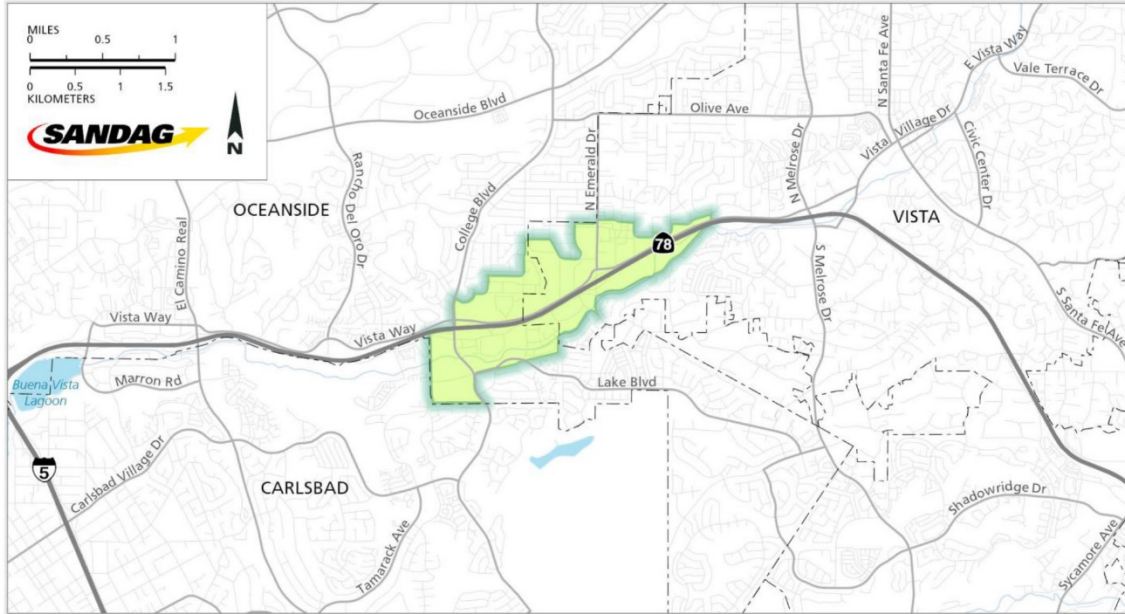 MILES
0 0.5 1
0 0.5 1 1.5
KILOMETERS
SANDAG
N
Oceanside Blvd
Rancho Del Oro Dr
College Blvd
N Emerald Dr
Olive Ave
N Melrose Dr
N Santa Fe Ave
E Vista Way
Vale Terrace Dr
Vista Village Dr
Civic Center Dr
OCEANSIDE
VISTA
El Camino Real
78
Vista Way
Vista Way
S Melrose Dr
S Santa Fe Ave
Buena Vista
Lagoon
Marron Rd
Lake Blvd
5
Carlsbad Village Dr
CARLSBAD
Tamarack Ave
Shadowridge Dr
Sycamore Ave